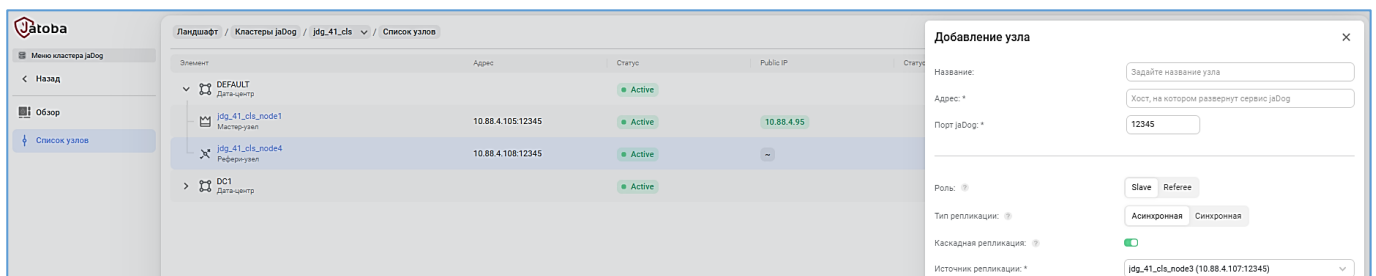 Jatoba
Меню кластера jaDog
Назад
Обзор
Список узлов
Ландшафт / Кластеры jaDog / jdg_41_cls / Список узлов
Элемент Адрес Статус Public IP Статус
DEFAULT
Дата-центр
Active
jdg_41_cls_node1
Мастер-узел
10.88.4.105:12345 Active 10.88.4.95
jdg_41_cls_node4
Рефери-узел
10.88.4.108:12345 Active –
DC1
Дата-центр
Active
Добавление узла
Название: Задайте название узла
Адрес: * Хост, на котором развернут сервис jaDog
Порт jaDog: * 12345
Роль: ? Slave Referee
Тип репликации: ? Асинхронная Синхронная
Каскадная репликация: ?
Источник репликации: * jdg_41_cls_node3 (10.88.4.107:12345)